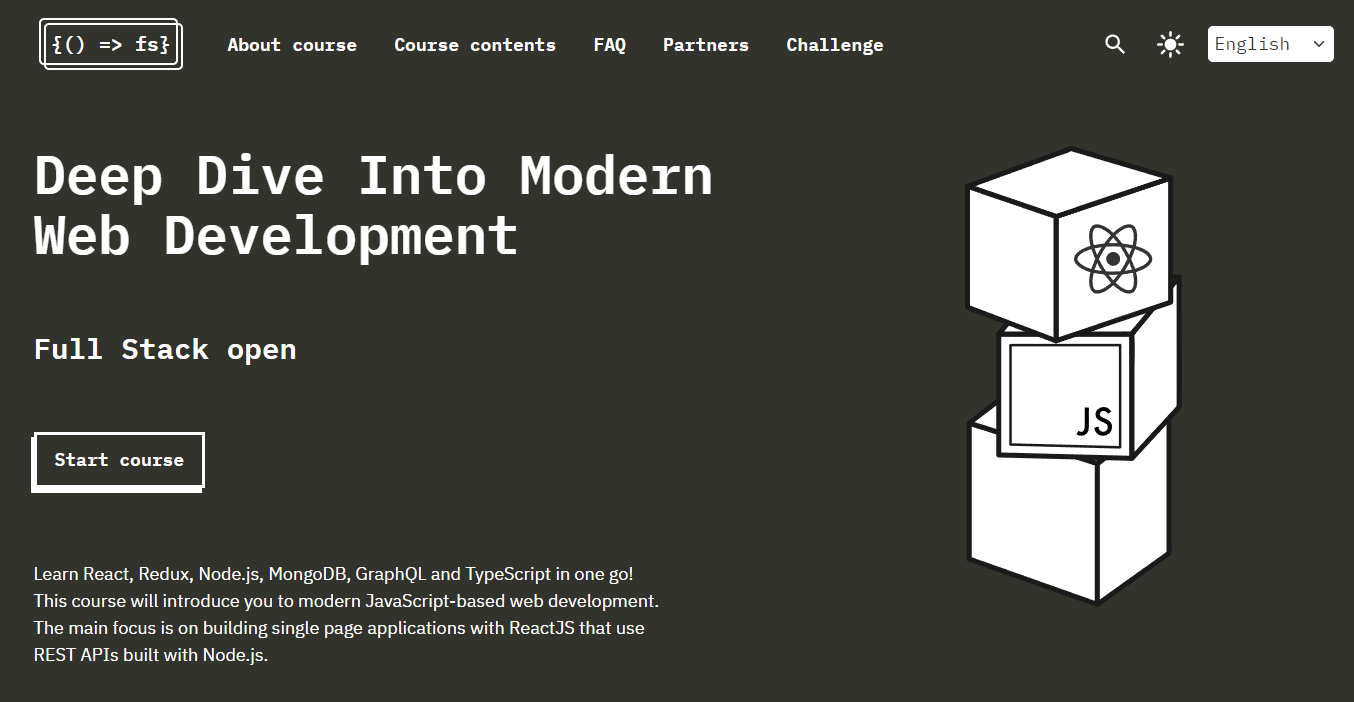 {() => fs}
About course
Course contents
FAQ
Partners
Challenge
English
Deep Dive Into Modern
Web Development
Full Stack open
Start course
JS
Learn React, Redux, Node.js, MongoDB, GraphQL and TypeScript in one go!
This course will introduce you to modern JavaScript-based web development.
The main focus is on building single page applications with ReactJS that use
REST APIs built with Node.js.